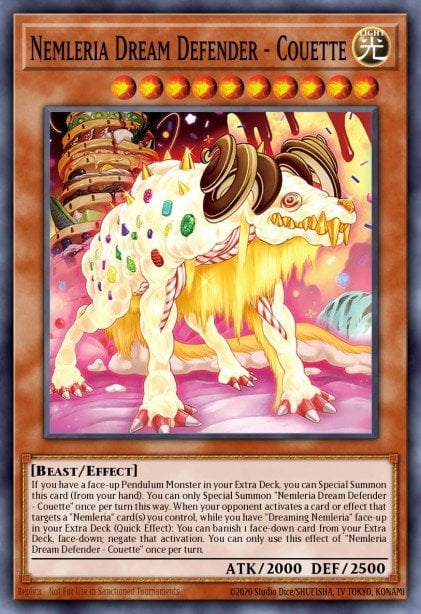 Nemleria Dream Defender - Couette
LIGHT
光
[Beast/Effect]
If you have a face-up Pendulum Monster in your Extra Deck, you can Special Summon
this card (from your hand). You can only Special Summon "Nemleria Dream Defender
- Couette" once per turn this way. When your opponent activates a card or effect that
targets a "Nemleria" card(s) you control, while you have "Dreaming Nemleria" face-up
in your Extra Deck (Quick Effect): You can banish 1 face-down card from your Extra
Deck, face-down; negate that activation. You can only use this effect of "Nemleria
Dream Defender - Couette" once per turn.
ATK/2000 DEF/2500
Replica - Not For Use in Sanctioned Tournaments
©2020 Studio Dice/SHUEISHA, TV TOKYO, KONAMI